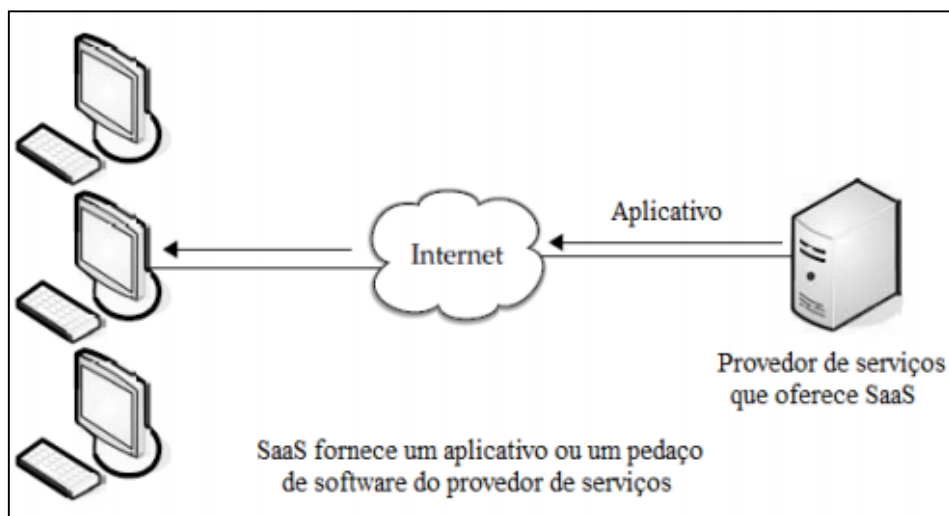 Aplicativo
Internet
Provedor de serviços
que oferece SaaS
SaaS fornece um aplicativo ou um pedaço
de software do provedor de serviços